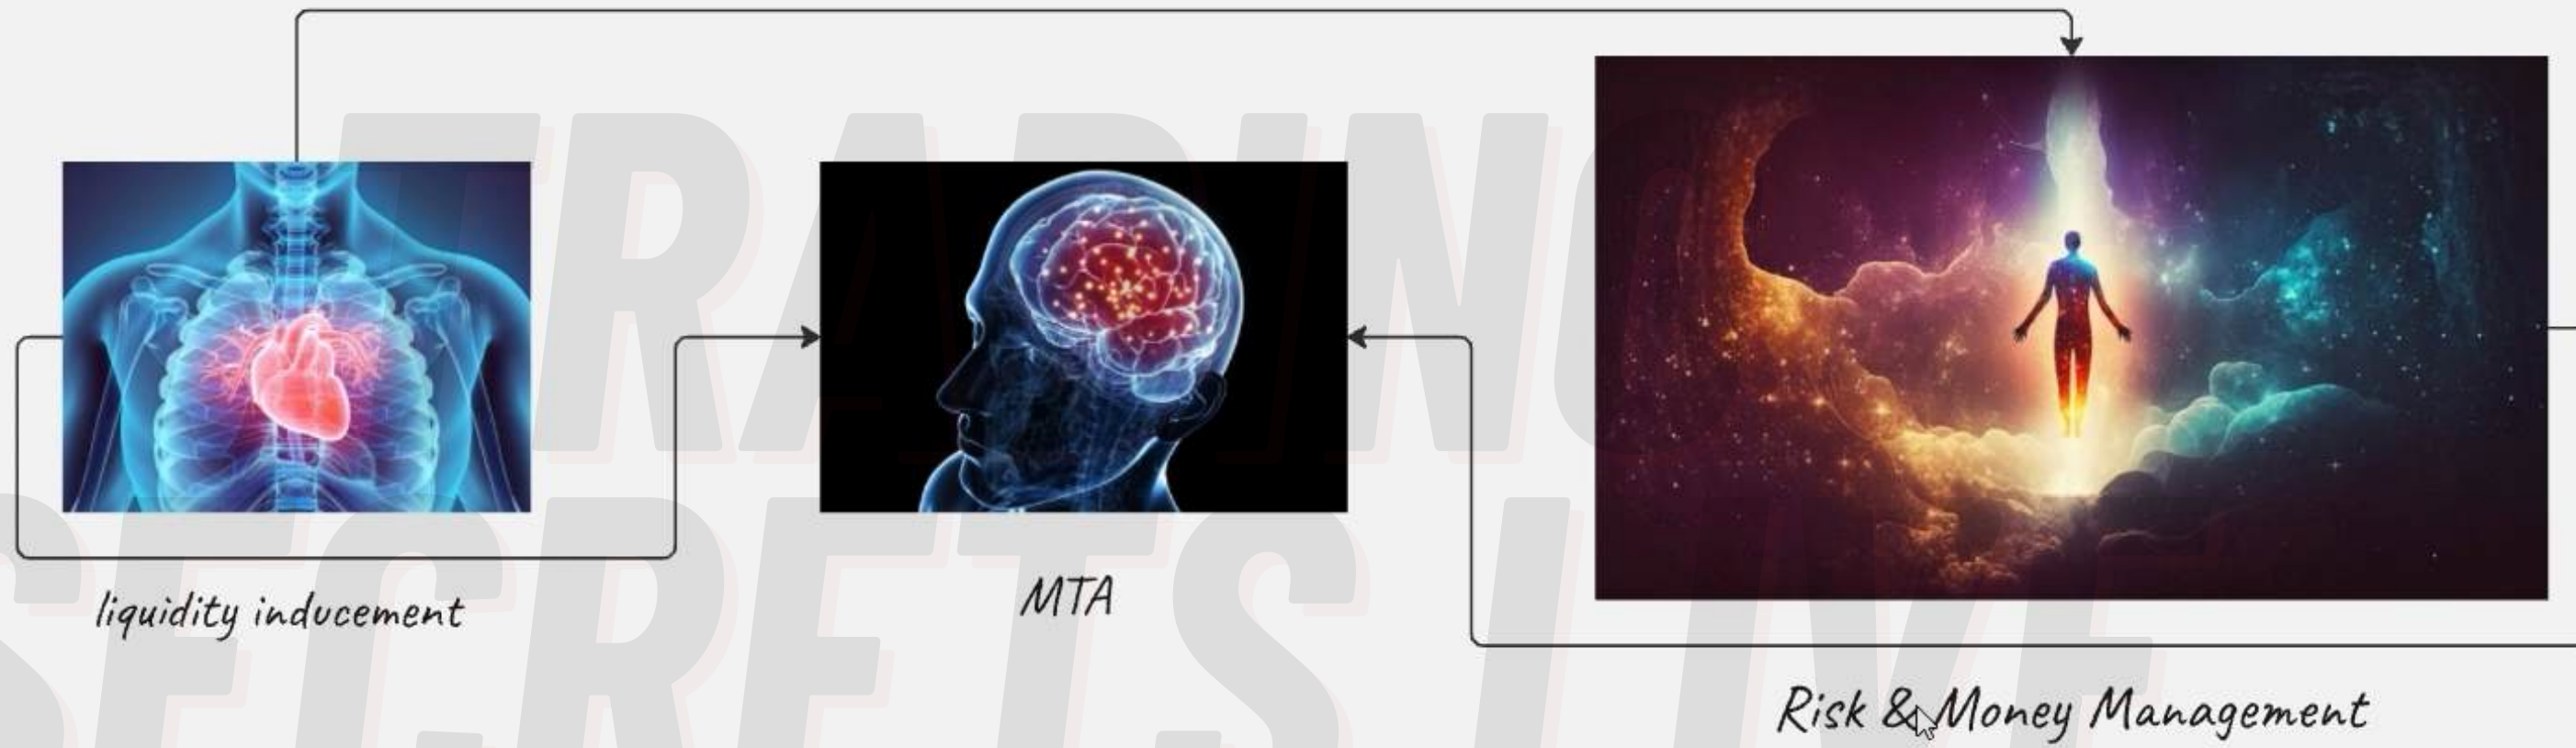 TRADING
SECRETS LIVE
liquidity inducement
MTA
Risk & Money Management